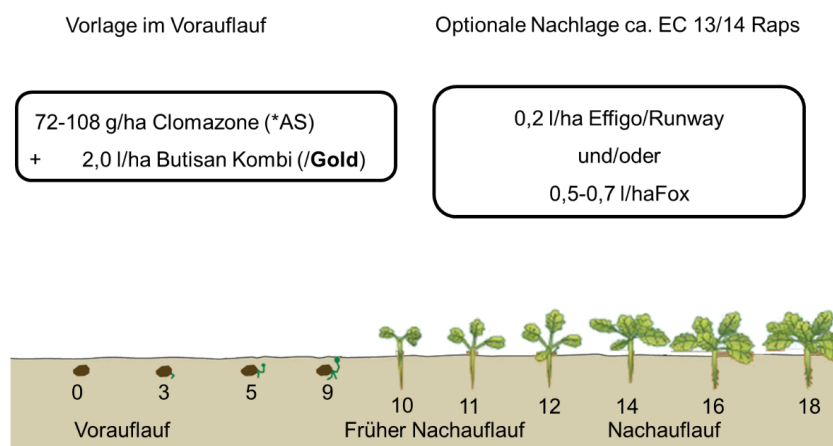 Vorlage im Vorauflauf
72-108 g/ha Clomazone (*AS)
+ 2,0 l/ha Butisan Kombi (/Gold)
Optionale Nachlage ca. EC 13/14 Raps
0,2 l/ha Effigo/Runway
und/oder
0,5-0,7 l/haFox
0 3 5 9 10 11 12 14 16 18
Vorauflauf Früher Nachauflauf Nachauflauf